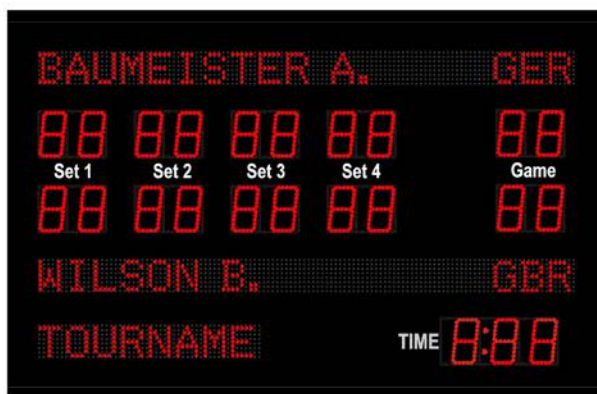 BAUMEISTER A. GER
88 88 88 88 88
Set 1 Set 2 Set 3 Set 4 Game
88 88 88 88 88
WILSON B. GBR
TOURNAME TIME 8:88